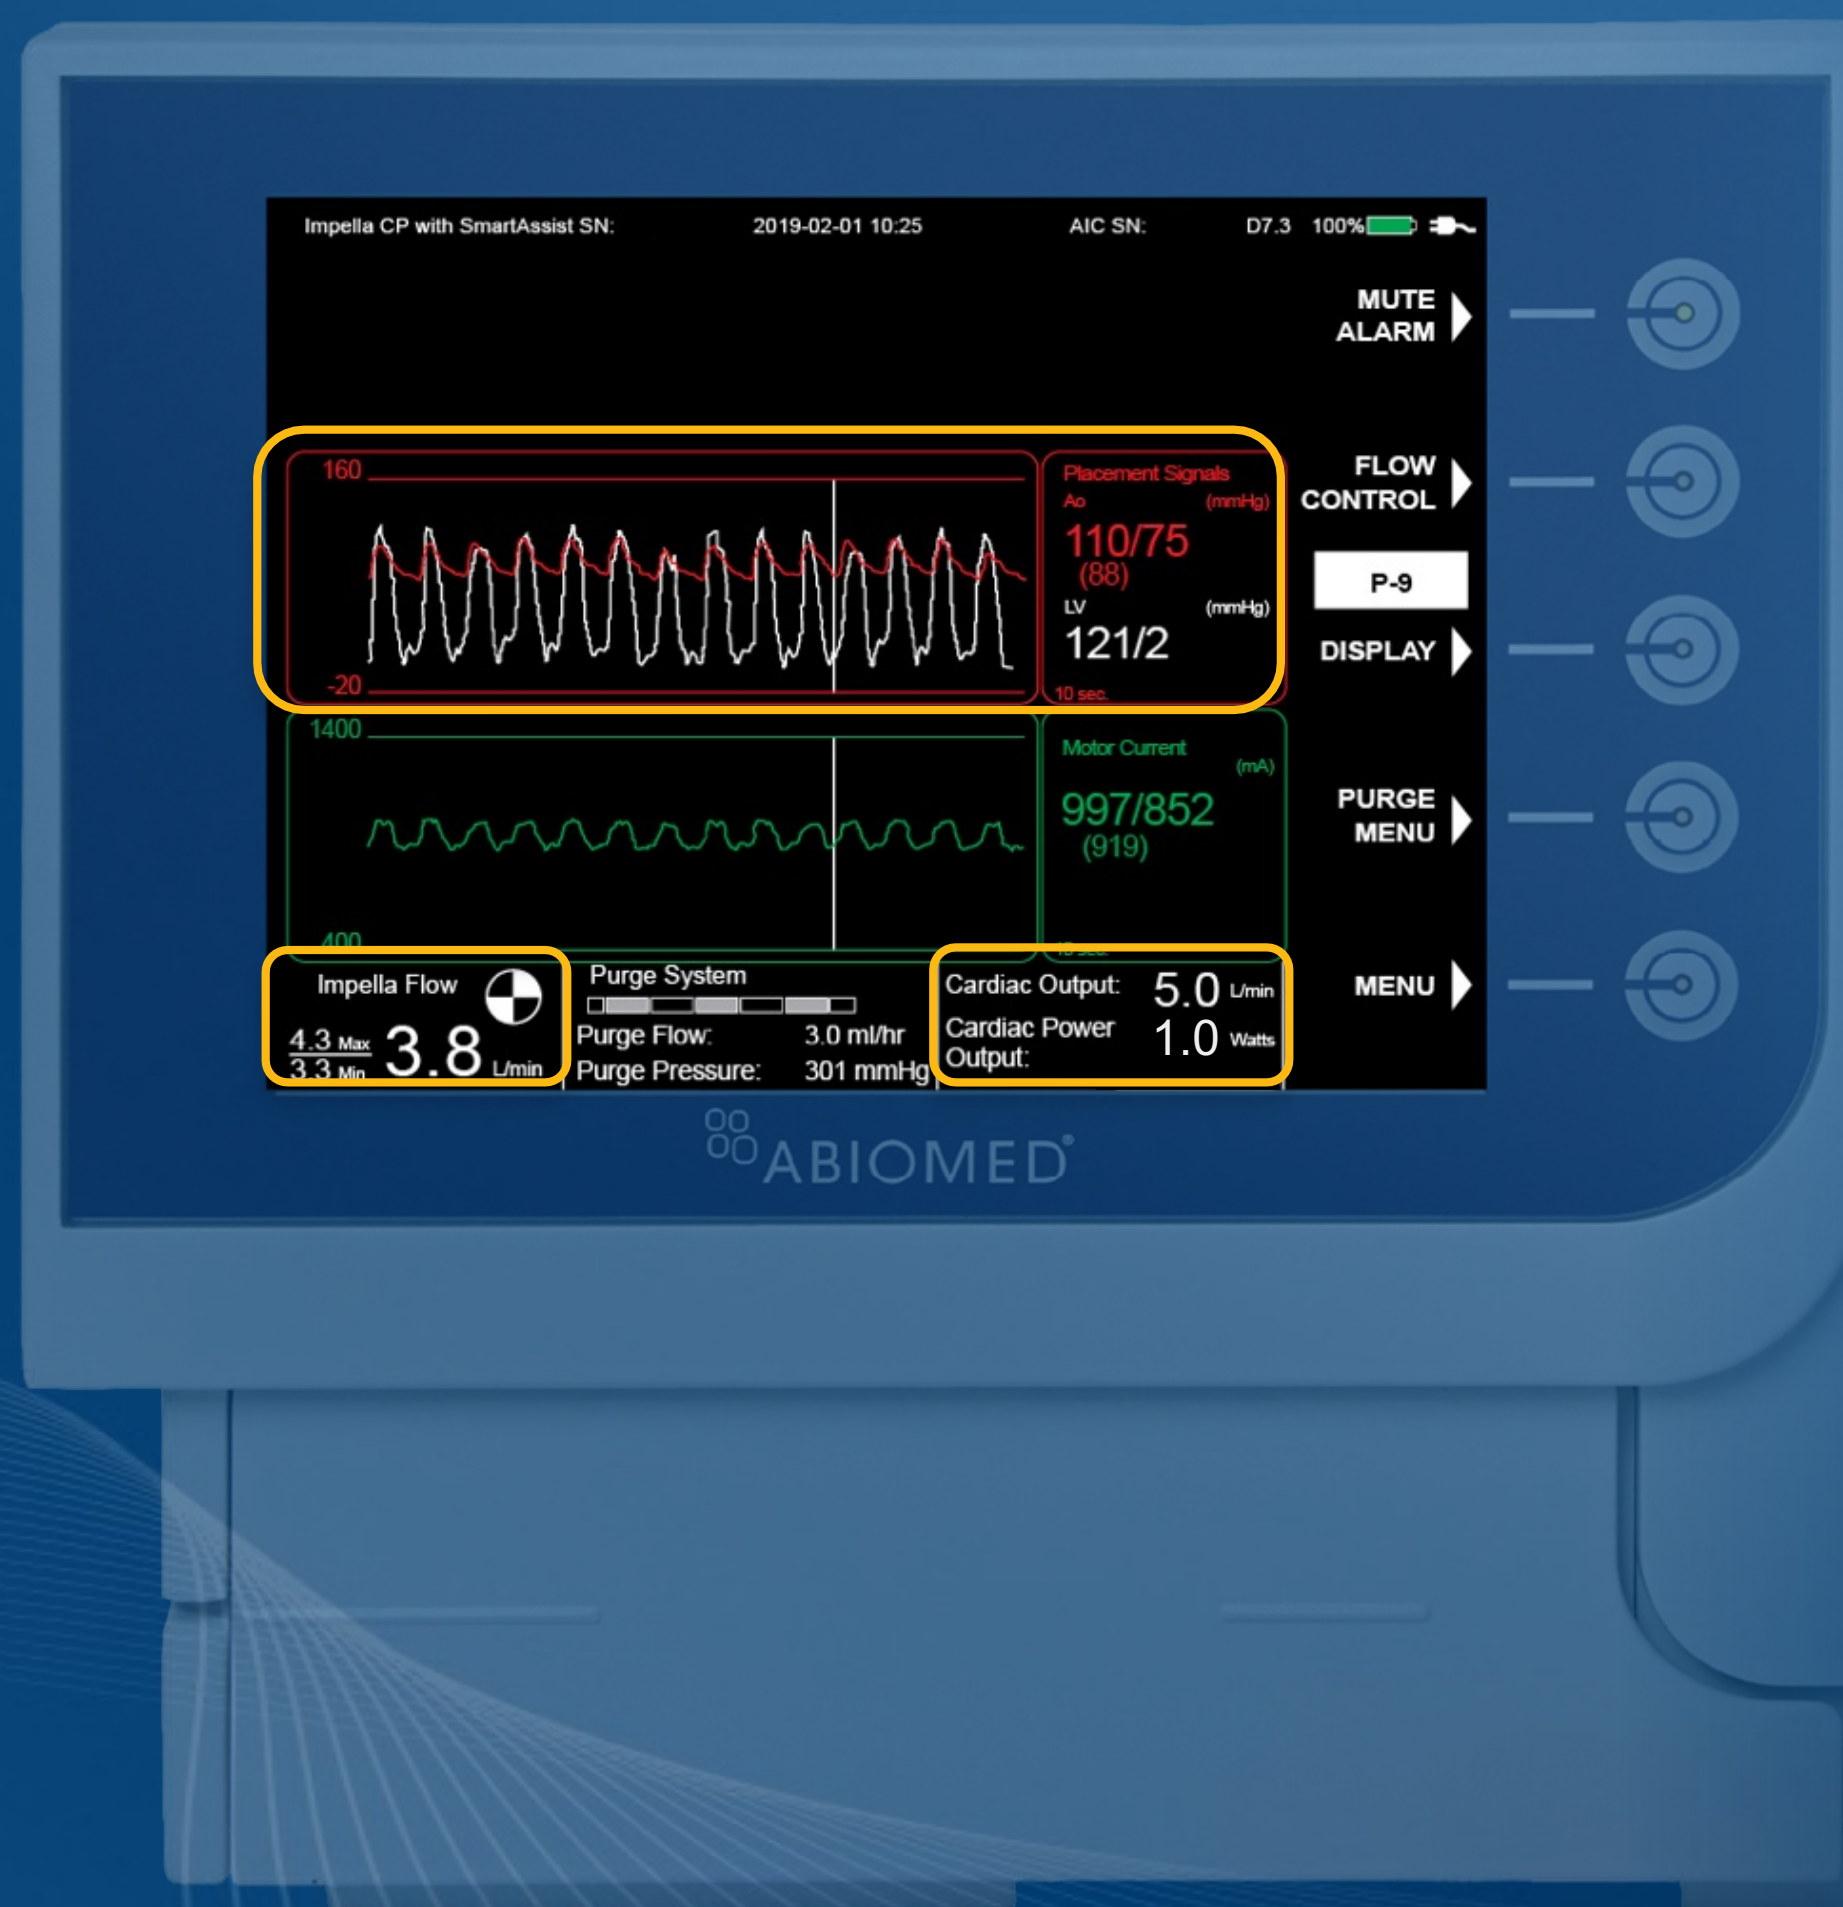 Impella CP with SmartAssist SN: 2019-02-01 10:25 AIC SN: D7.3 100%
MUTE
ALARM
160
Placement Signals
Ao (mmHg)
110/75
(88)
LV (mmHg)
121/2
-20
10 sec.
FLOW
CONTROL
P-9
DISPLAY
1400
Motor Current
(mA)
997/852
(919)
400
10 sec.
PURGE
MENU
Impella Flow
4.3 Max
3.3 Min
3.8 L/min
Purge System
Purge Flow: 3.0 ml/hr
Purge Pressure: 301 mmHg
Cardiac Output: 5.0 L/min
Cardiac Power
Output: 1.0 Watts
MENU
ABIOMED®